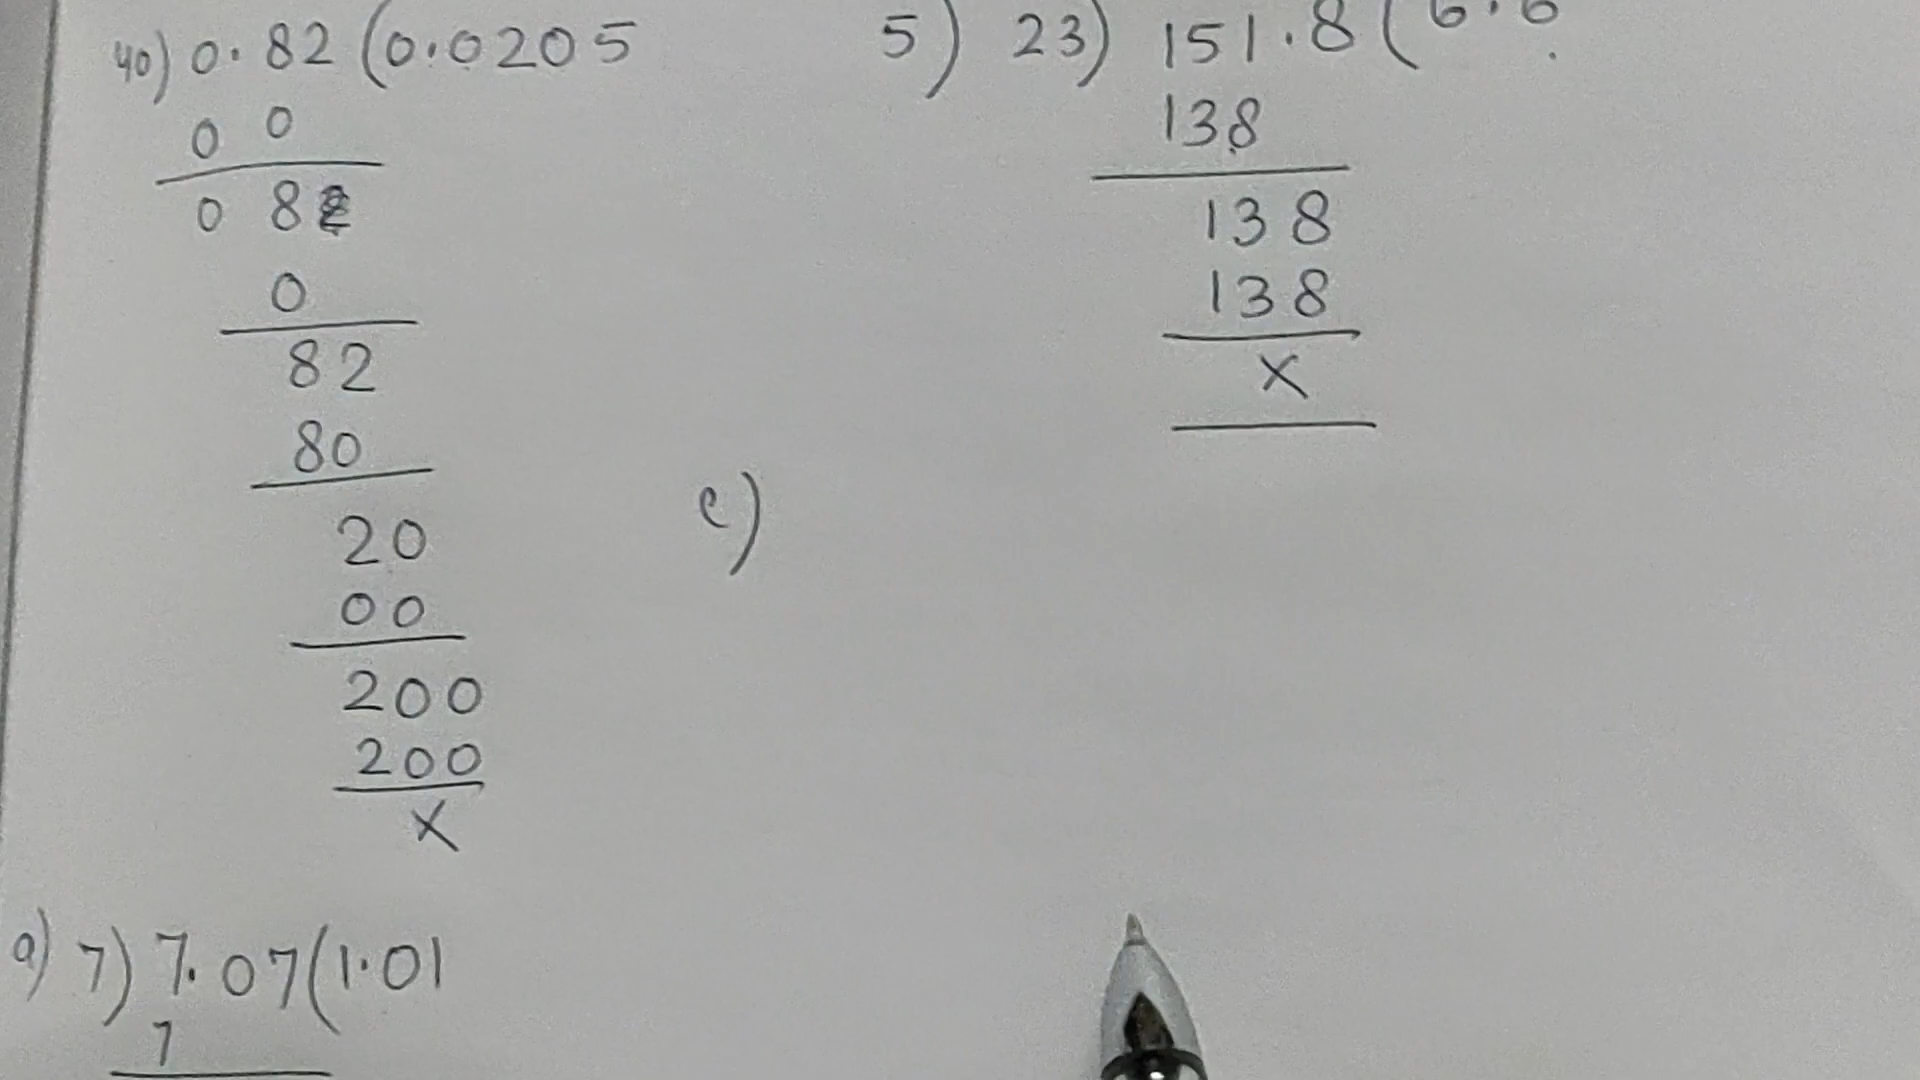 40) 0.82 (0.0205
0 0
0 8
0
82
80
20
00
200
200
x
a) 7) 7.07 (1.01
7
5) 23) 151.8 (6.6
138
138
138
x
e)